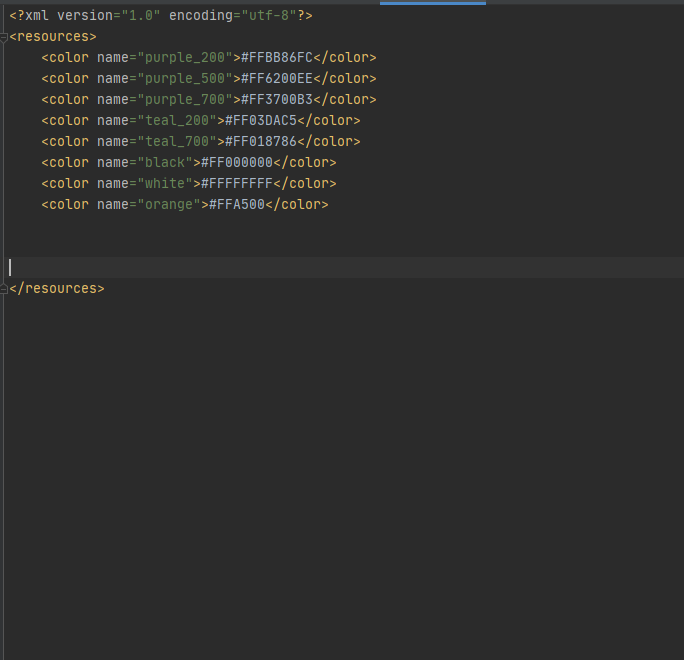 <?xml version="1.0" encoding="utf-8"?>
<resources>
    <color name="purple_200">#FFBB86FC</color>
    <color name="purple_500">#FF6200EE</color>
    <color name="purple_700">#FF3700B3</color>
    <color name="teal_200">#FF03DAC5</color>
    <color name="teal_700">#FF018786</color>
    <color name="black">#FF000000</color>
    <color name="white">#FFFFFFFF</color>
    <color name="orange">#FFA500</color>
</resources>